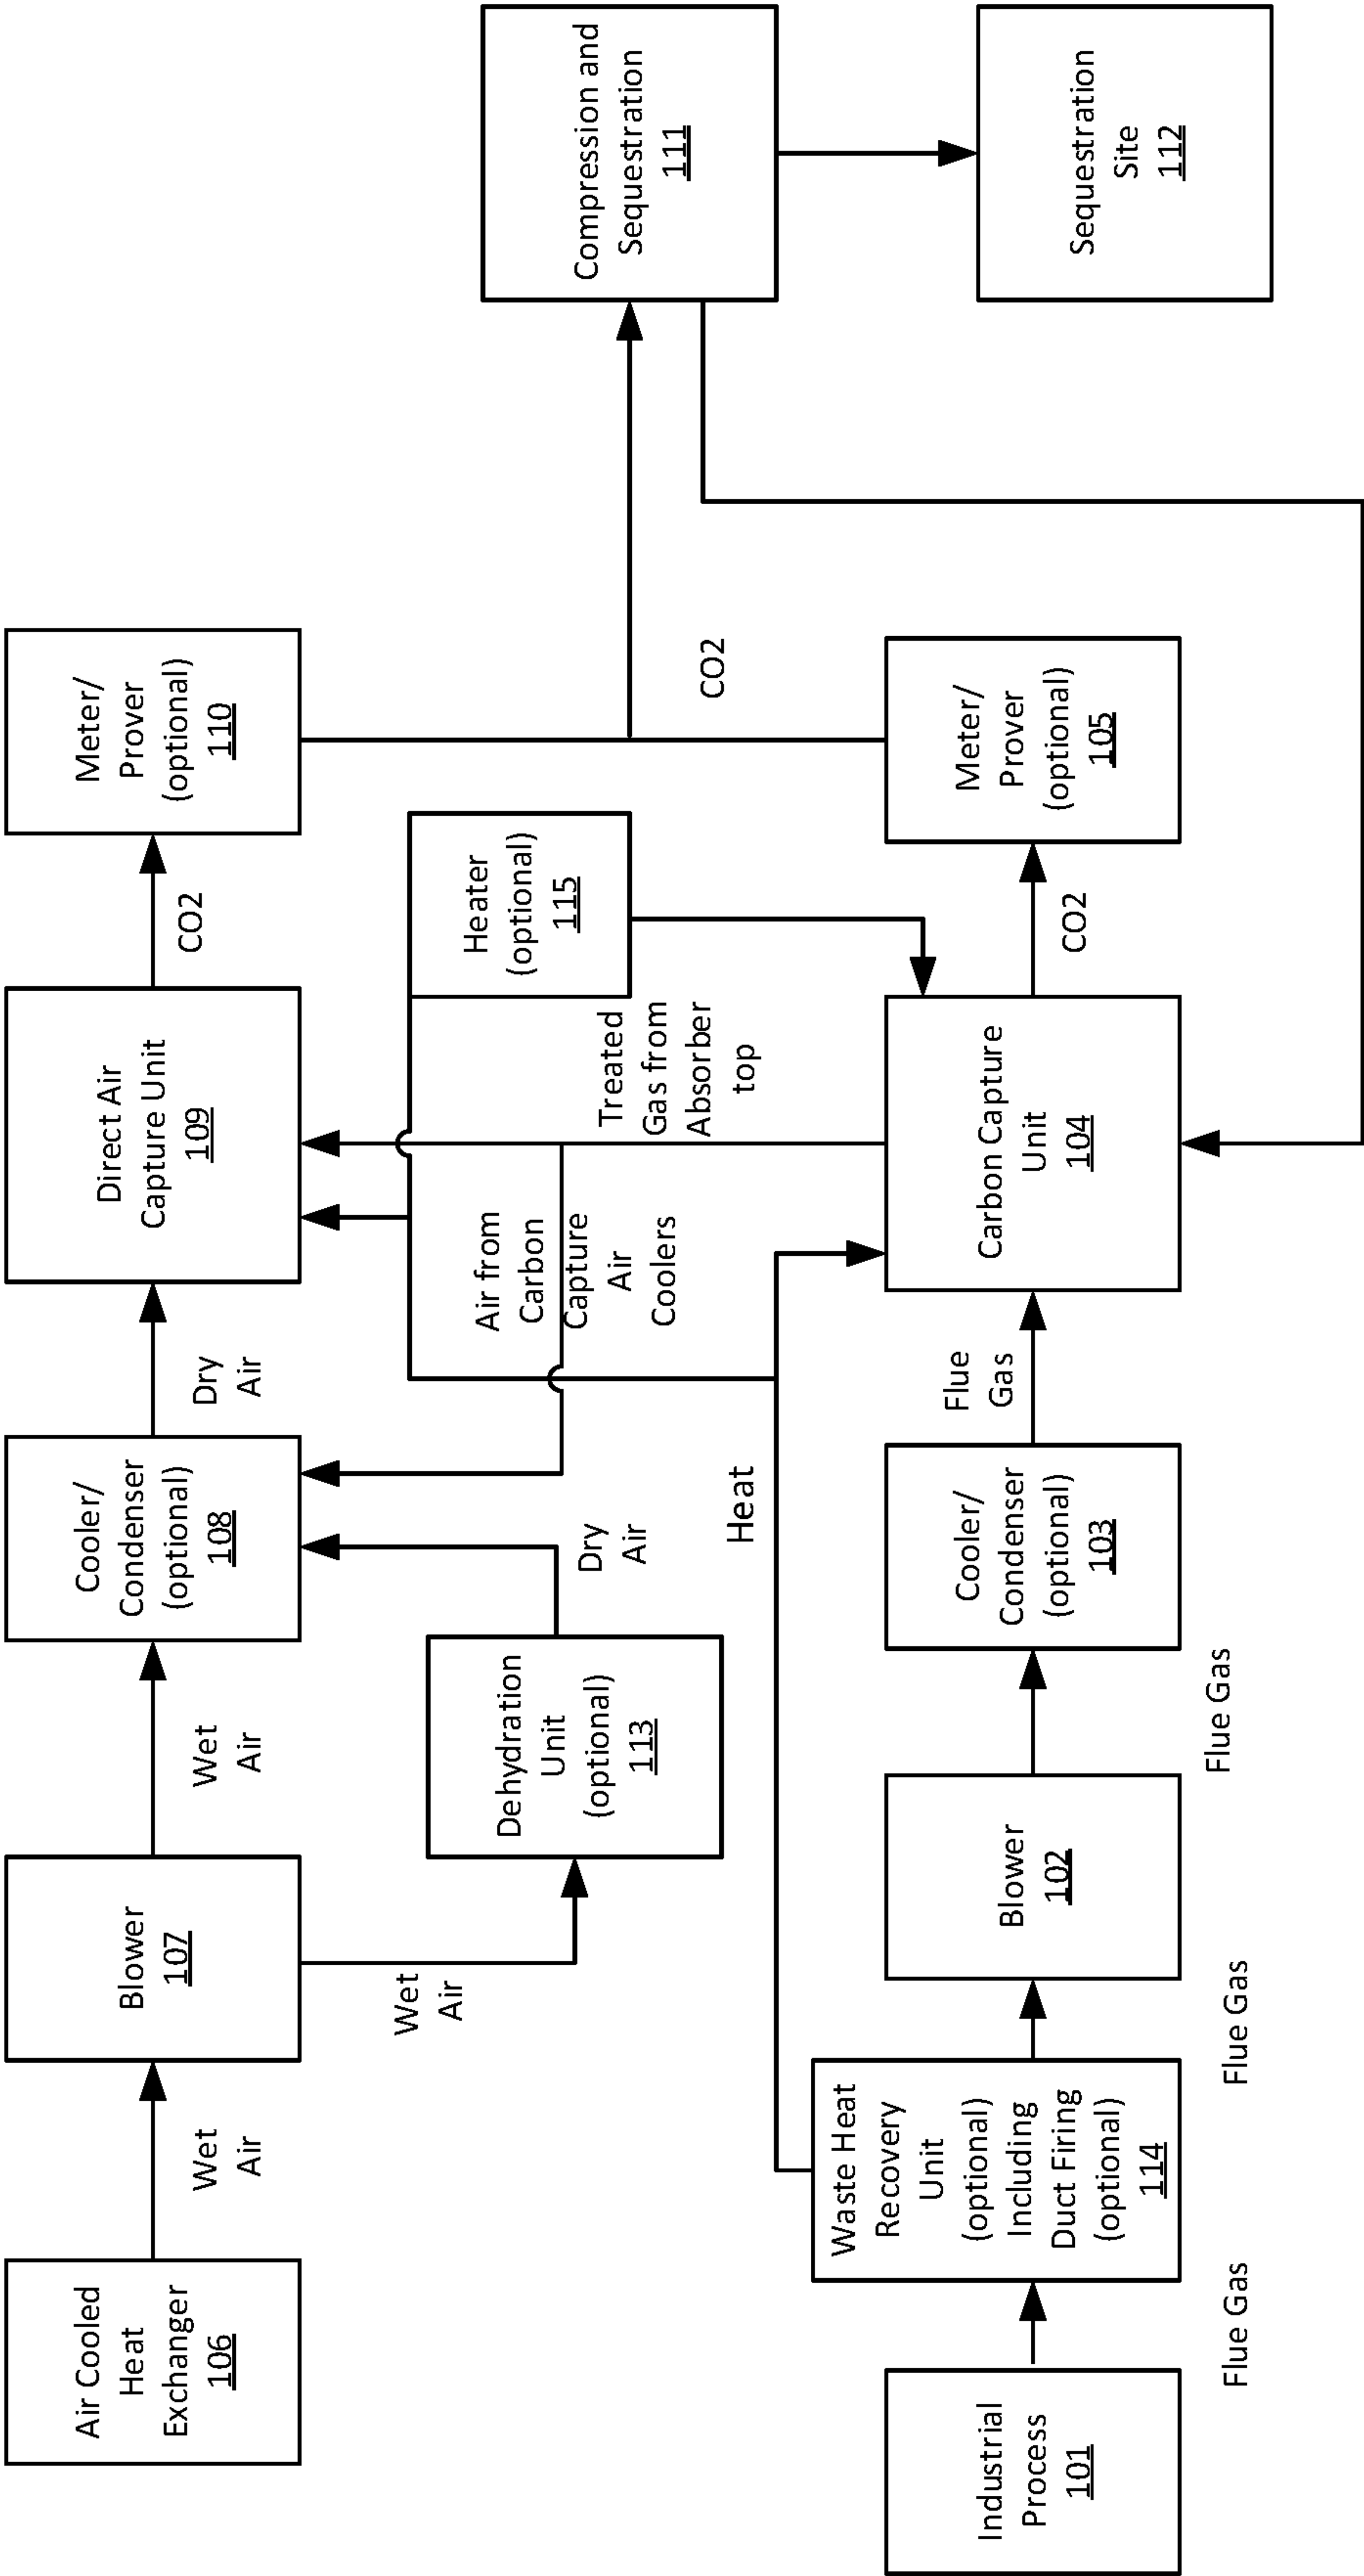 Air Cooled
Heat
Exchanger
106
Wet
Air
Blower
107
Wet
Air
Cooler/
Condenser
(optional)
108
Dry
Air
Direct Air
Capture Unit
109
CO2
Meter/
Prover
(optional)
110
Wet
Air
Dehydration
Unit
(optional)
113
Dry
Air
Air from
Carbon
Capture
Air
Coolers
Heater
(optional)
115
Treated
Gas from
Absorber
top
Heat
CO2
Compression and
Sequestration
111
Sequestration
Site
112
Industrial
Process
101
Flue Gas
Waste Heat
Recovery
Unit
(optional)
Including
Duct Firing
(optional)
114
Flue Gas
Blower
102
Flue Gas
Cooler/
Condenser
(optional)
103
Flue
Gas
Carbon Capture
Unit
104
CO2
Meter/
Prover
(optional)
105